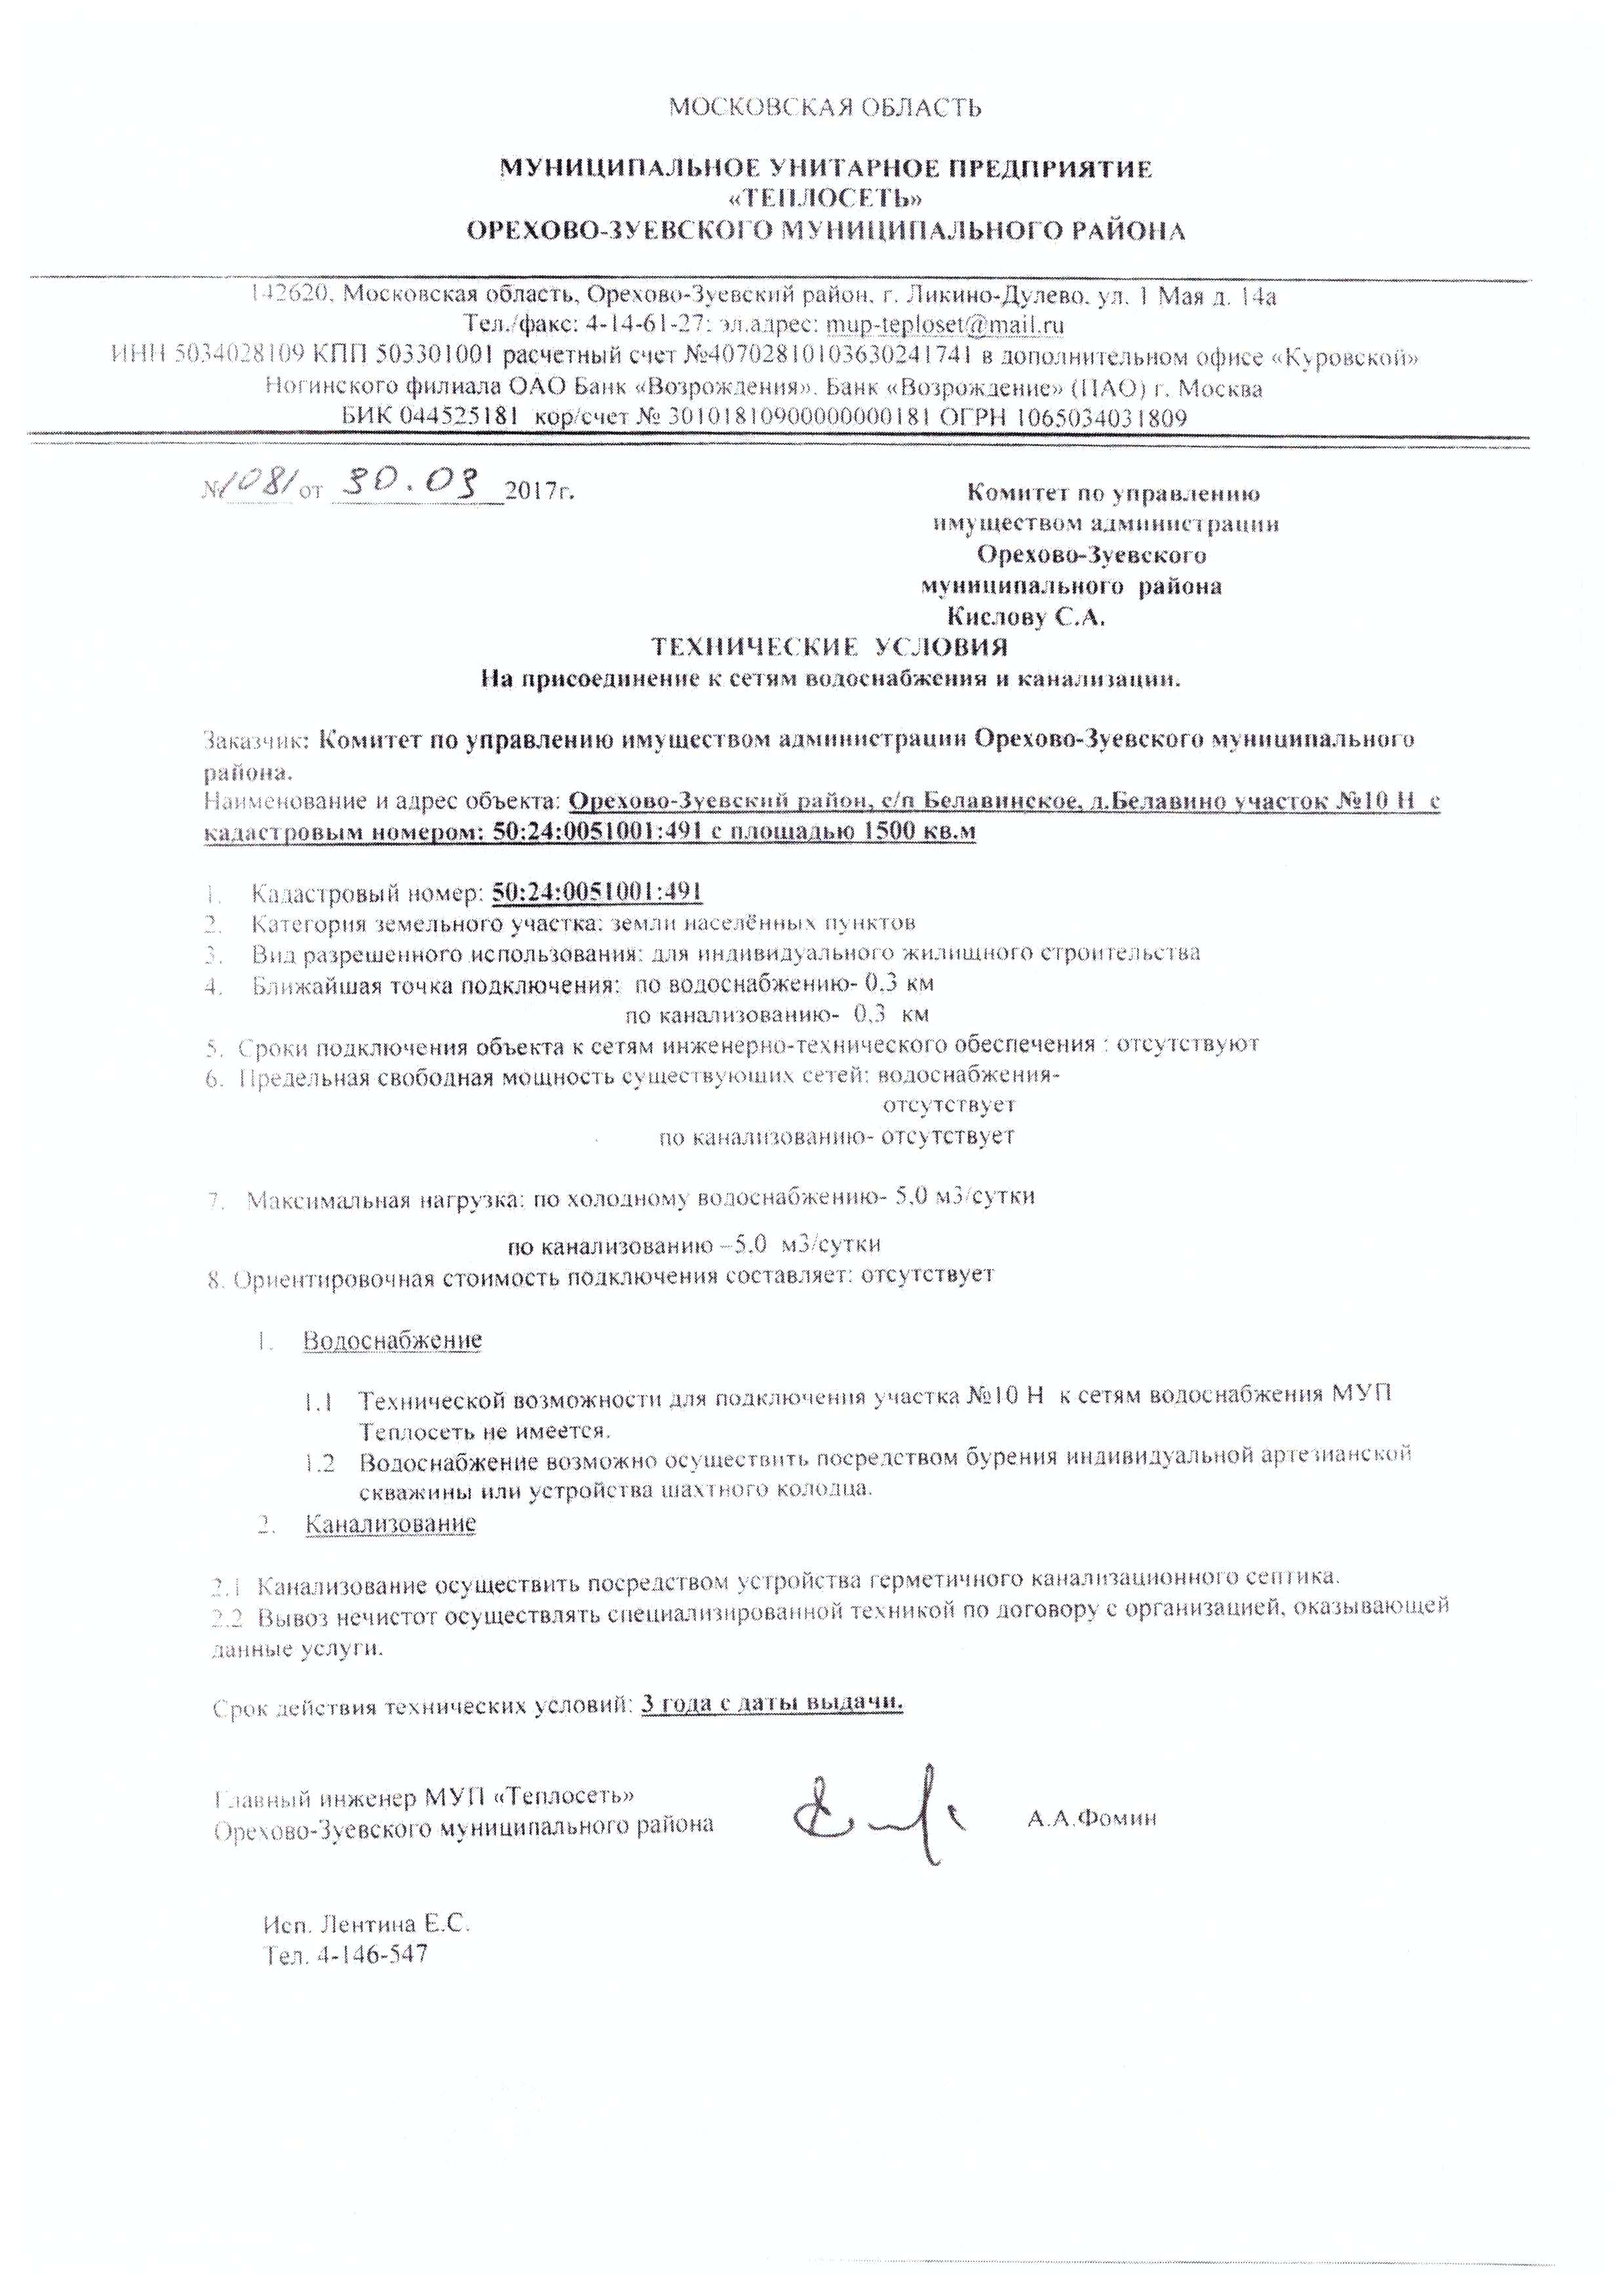 МОСКОВСКАЯ ОБЛАСТЬ
МУНИЦИПАЛЬНОЕ УНИТАРНОЕ ПРЕДПРИЯТИЕ
«ТЕПЛОСЕТЬ»
ОРЕХОВО-ЗУЕВСКОГО МУНИЦИПАЛЬНОГО РАЙОНА
142620, Московская область, Орехово-Зуевский район, г. Ликино-Дулево, ул. 1 Мая д. 14а
Тел./факс: 4-14-61-27; эл.адрес: mup-teploset@mail.ru
ИНН 5034028109 КПП 503301001 расчетный счет №40702810103630241741 в дополнительном офисе «Куровской»
Ногинского филиала ОАО Банк «Возрождения». Банк «Возрождение» (ПАО) г. Москва
БИК 044525181 кор/счет № 30101810900000000181 ОГРН 1065034031809
№ 1081 от 30.03 2017г.
Комитет по управлению
имуществом администрации
Орехово-Зуевского
муниципального района
Кислову С.А.
ТЕХНИЧЕСКИЕ УСЛОВИЯ
На присоединение к сетям водоснабжения и канализации.
Заказчик: Комитет по управлению имуществом администрации Орехово-Зуевского муниципального
района.
Наименование и адрес объекта: Орехово-Зуевский район, с/п Белавинское, д.Белавино участок №10 Н с
кадастровым номером: 50:24:0051001:491 с площадью 1500 кв.м
1. Кадастровый номер: 50:24:0051001:491
2. Категория земельного участка: земли населённых пунктов
3. Вид разрешенного использования: для индивидуального жилищного строительства
4. Ближайшая точка подключения: по водоснабжению- 0,3 км
по канализованию- 0,3 км
5. Сроки подключения объекта к сетям инженерно-технического обеспечения : отсутствуют
6. Предельная свободная мощность существующих сетей: водоснабжения-
отсутствует
по канализованию- отсутствует
7. Максимальная нагрузка: по холодному водоснабжению- 5,0 м3/сутки
по канализованию –5,0 м3/сутки
8. Ориентировочная стоимость подключения составляет: отсутствует
1. Водоснабжение
1.1 Технической возможности для подключения участка №10 Н к сетям водоснабжения МУП
Теплосеть не имеется.
1.2 Водоснабжение возможно осуществить посредством бурения индивидуальной артезианской
скважины или устройства шахтного колодца.
2. Канализование
2.1 Канализование осуществить посредством устройства герметичного канализационного септика.
2.2 Вывоз нечистот осуществлять специализированной техникой по договору с организацией, оказывающей
данные услуги.
Срок действия технических условий: 3 года с даты выдачи.
Главный инженер МУП «Теплосеть»
Орехово-Зуевского муниципального района
А.А.Фомин
Исп. Лентина Е.С.
Тел. 4-146-547